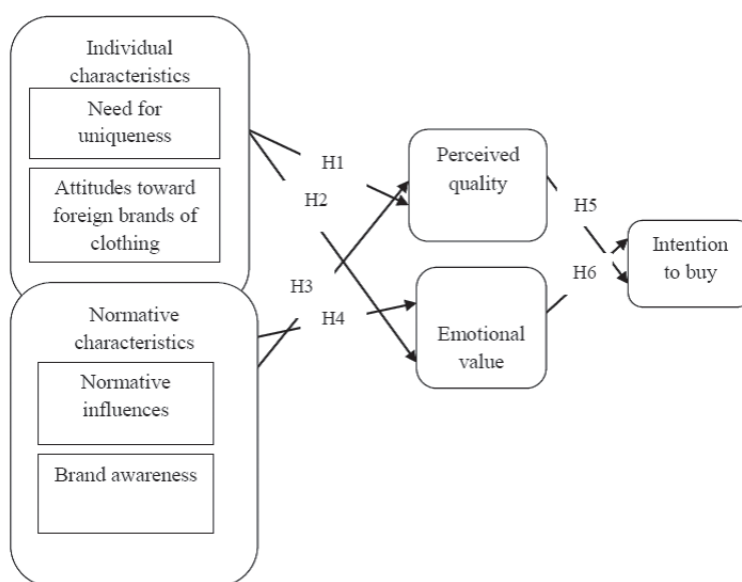 Individual
characteristics
Need for
uniqueness
Attitudes toward
foreign brands of
clothing
Normative
characteristics
Normative
influences
Brand awareness
H1
H2
H3
H4
Perceived
quality
Emotional
value
H5
H6
Intention
to buy